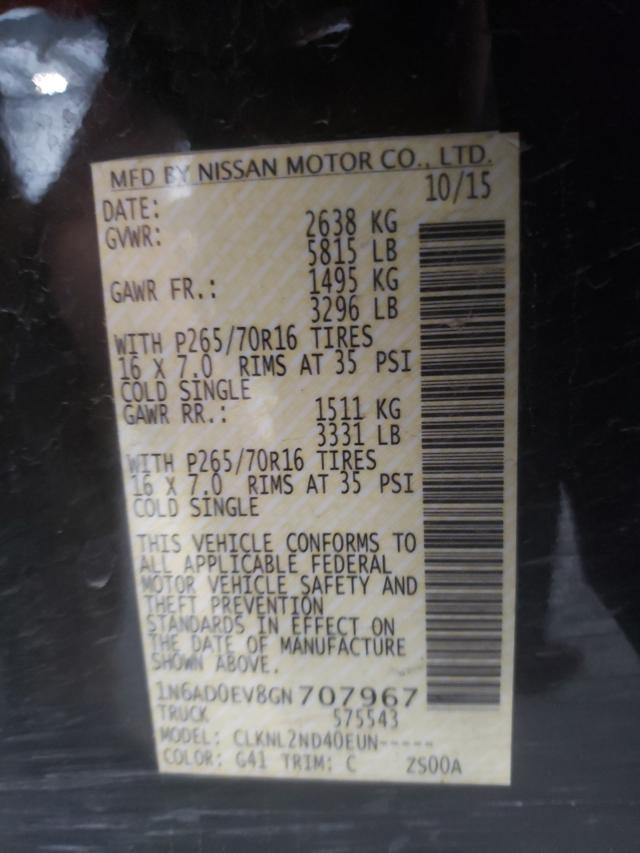 MFD BY NISSAN MOTOR CO., LTD.
DATE: 10/15
GVWR: 2638 KG
5815 LB
GAWR FR.: 1495 KG
3296 LB
WITH P265/70R16 TIRES
16 X 7.0 RIMS AT 35 PSI
COLD SINGLE
GAWR RR.: 1511 KG
3331 LB
WITH P265/70R16 TIRES
16 X 7.0 RIMS AT 35 PSI
COLD SINGLE
THIS VEHICLE CONFORMS TO
ALL APPLICABLE FEDERAL
MOTOR VEHICLE SAFETY AND
THEFT PREVENTION
STANDARDS IN EFFECT ON
THE DATE OF MANUFACTURE
SHOWN ABOVE.
1N6AD0EV8GN707967
TRUCK 575543
MODEL: CLKNL2ND40EUN-----
COLOR: G41 TRIM: C ZS00A